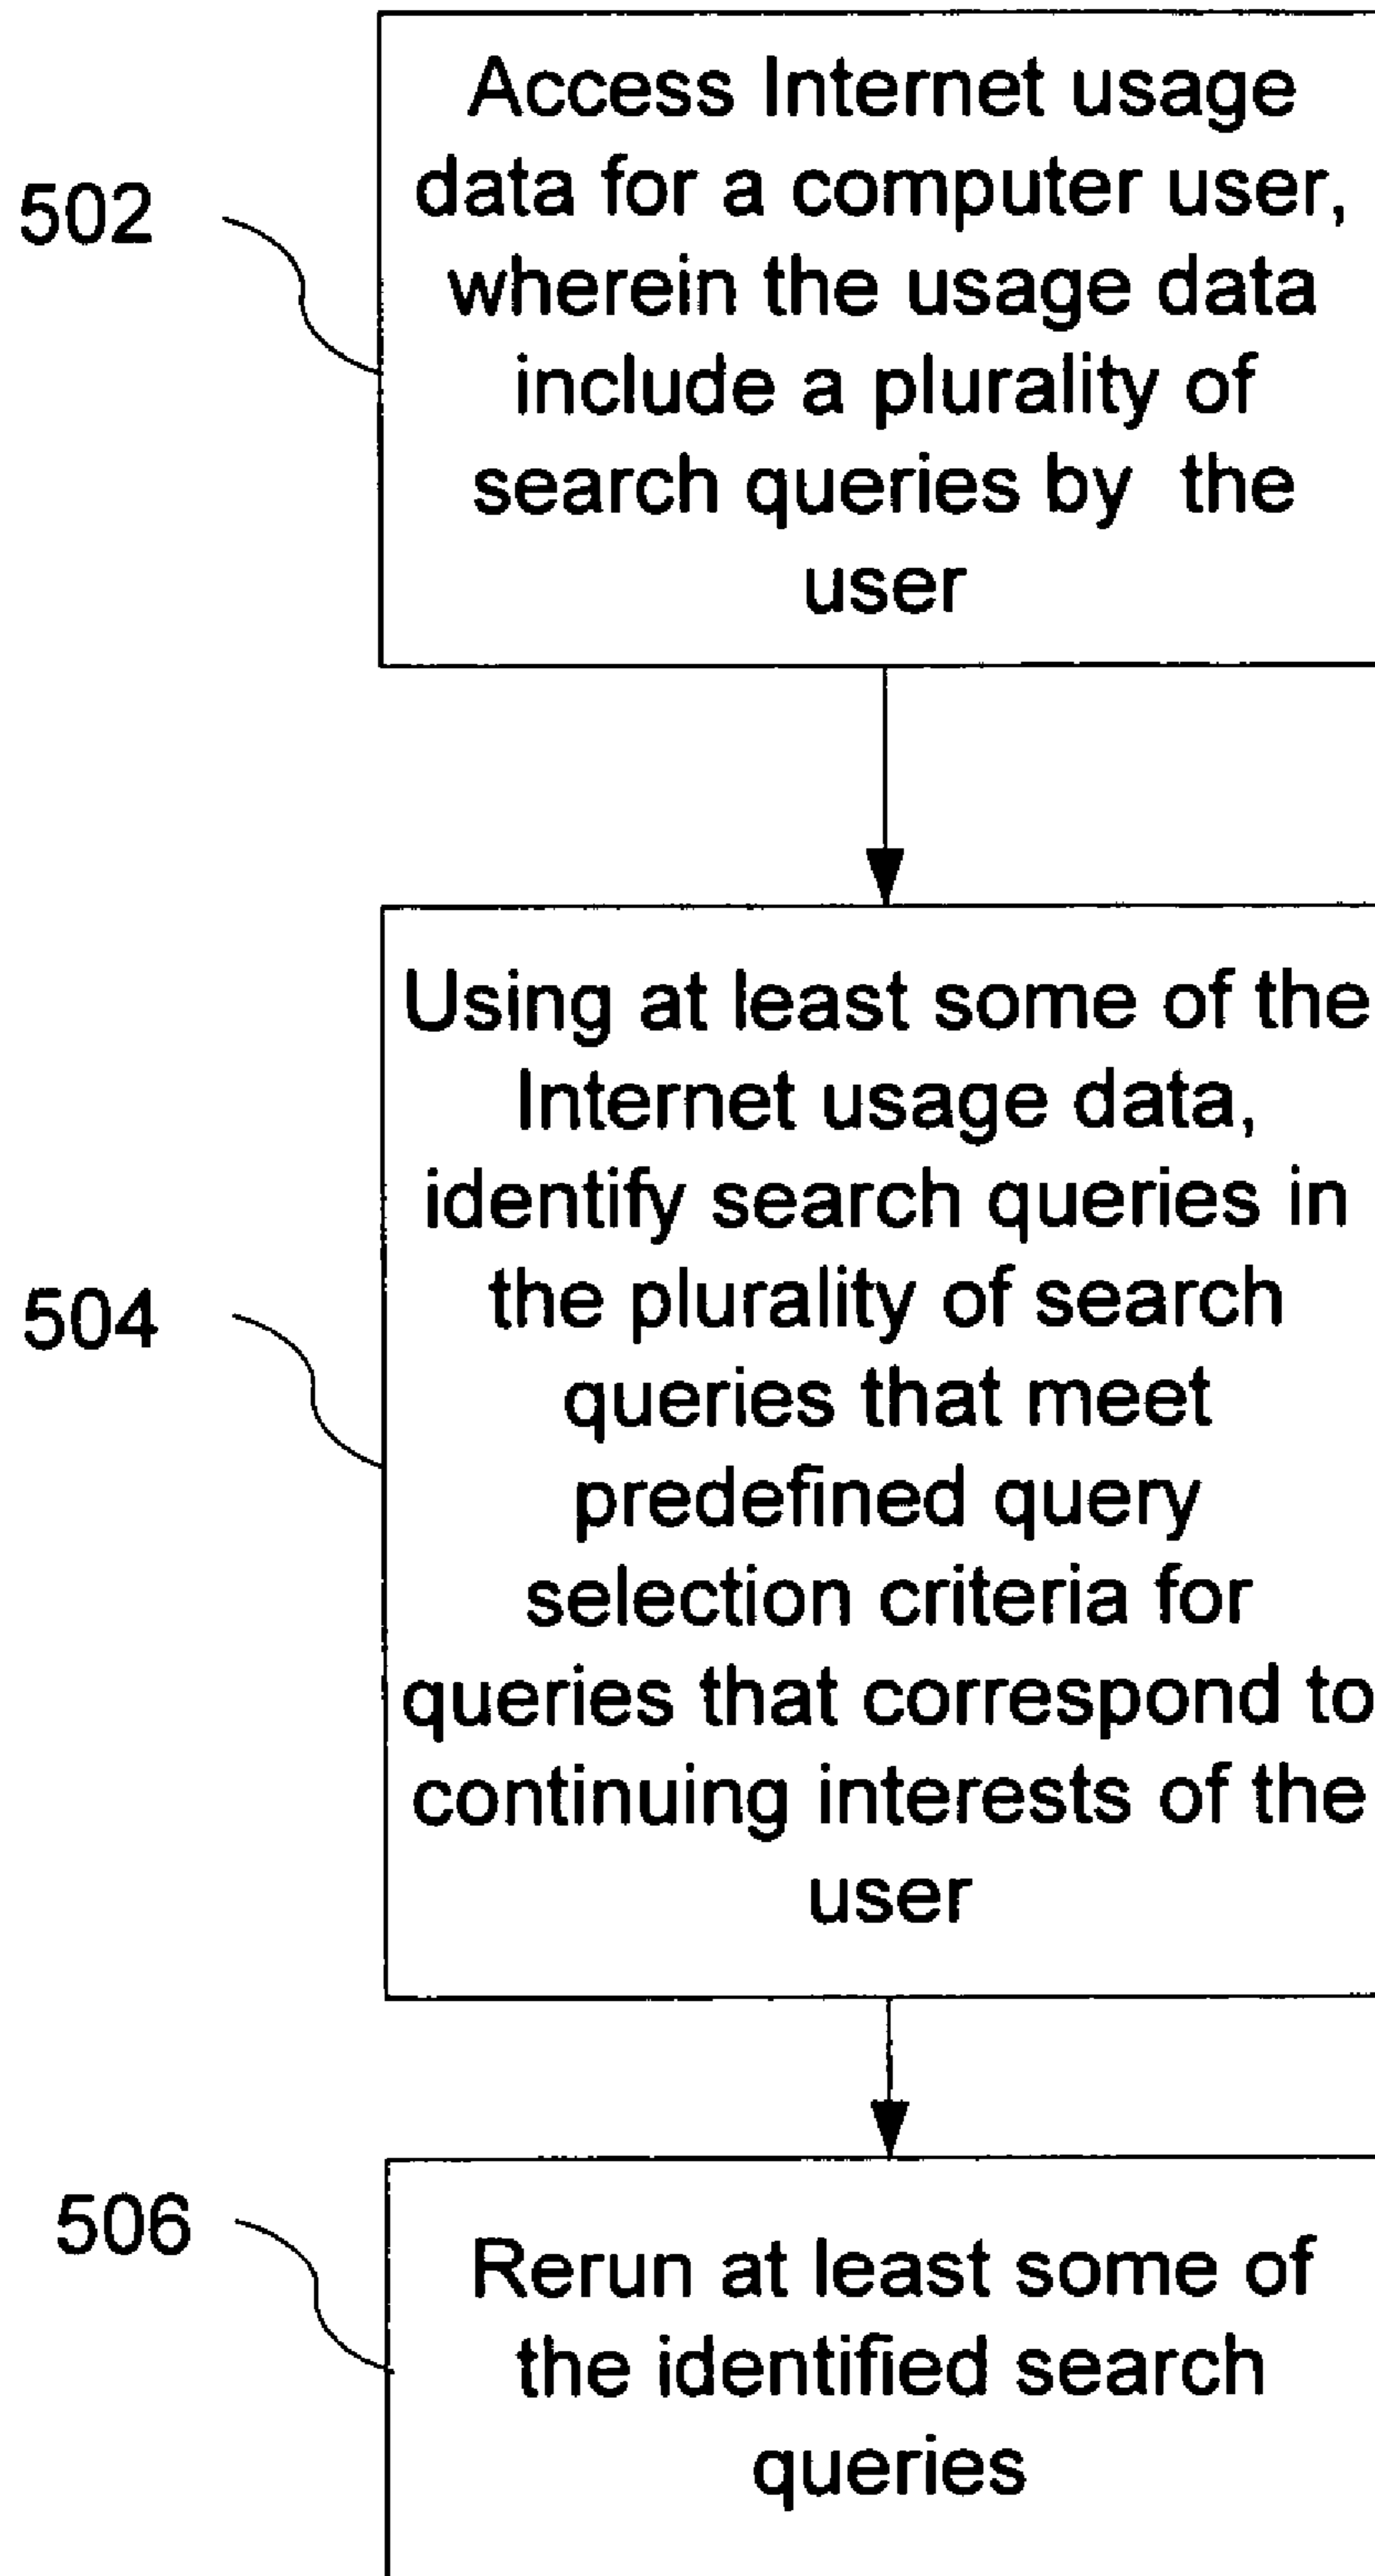 Access Internet usage
data for a computer user,
502
wherein the usage data
include a plurality of
search queries by the
user
Using at least some of the
Internet usage data,
identify search queries in
the plurality of search
504
queries that meet
predefined query
selection criteria for
queries that correspond to
continuing interests of the
user
506
Rerun at least some of
the identified search
queries